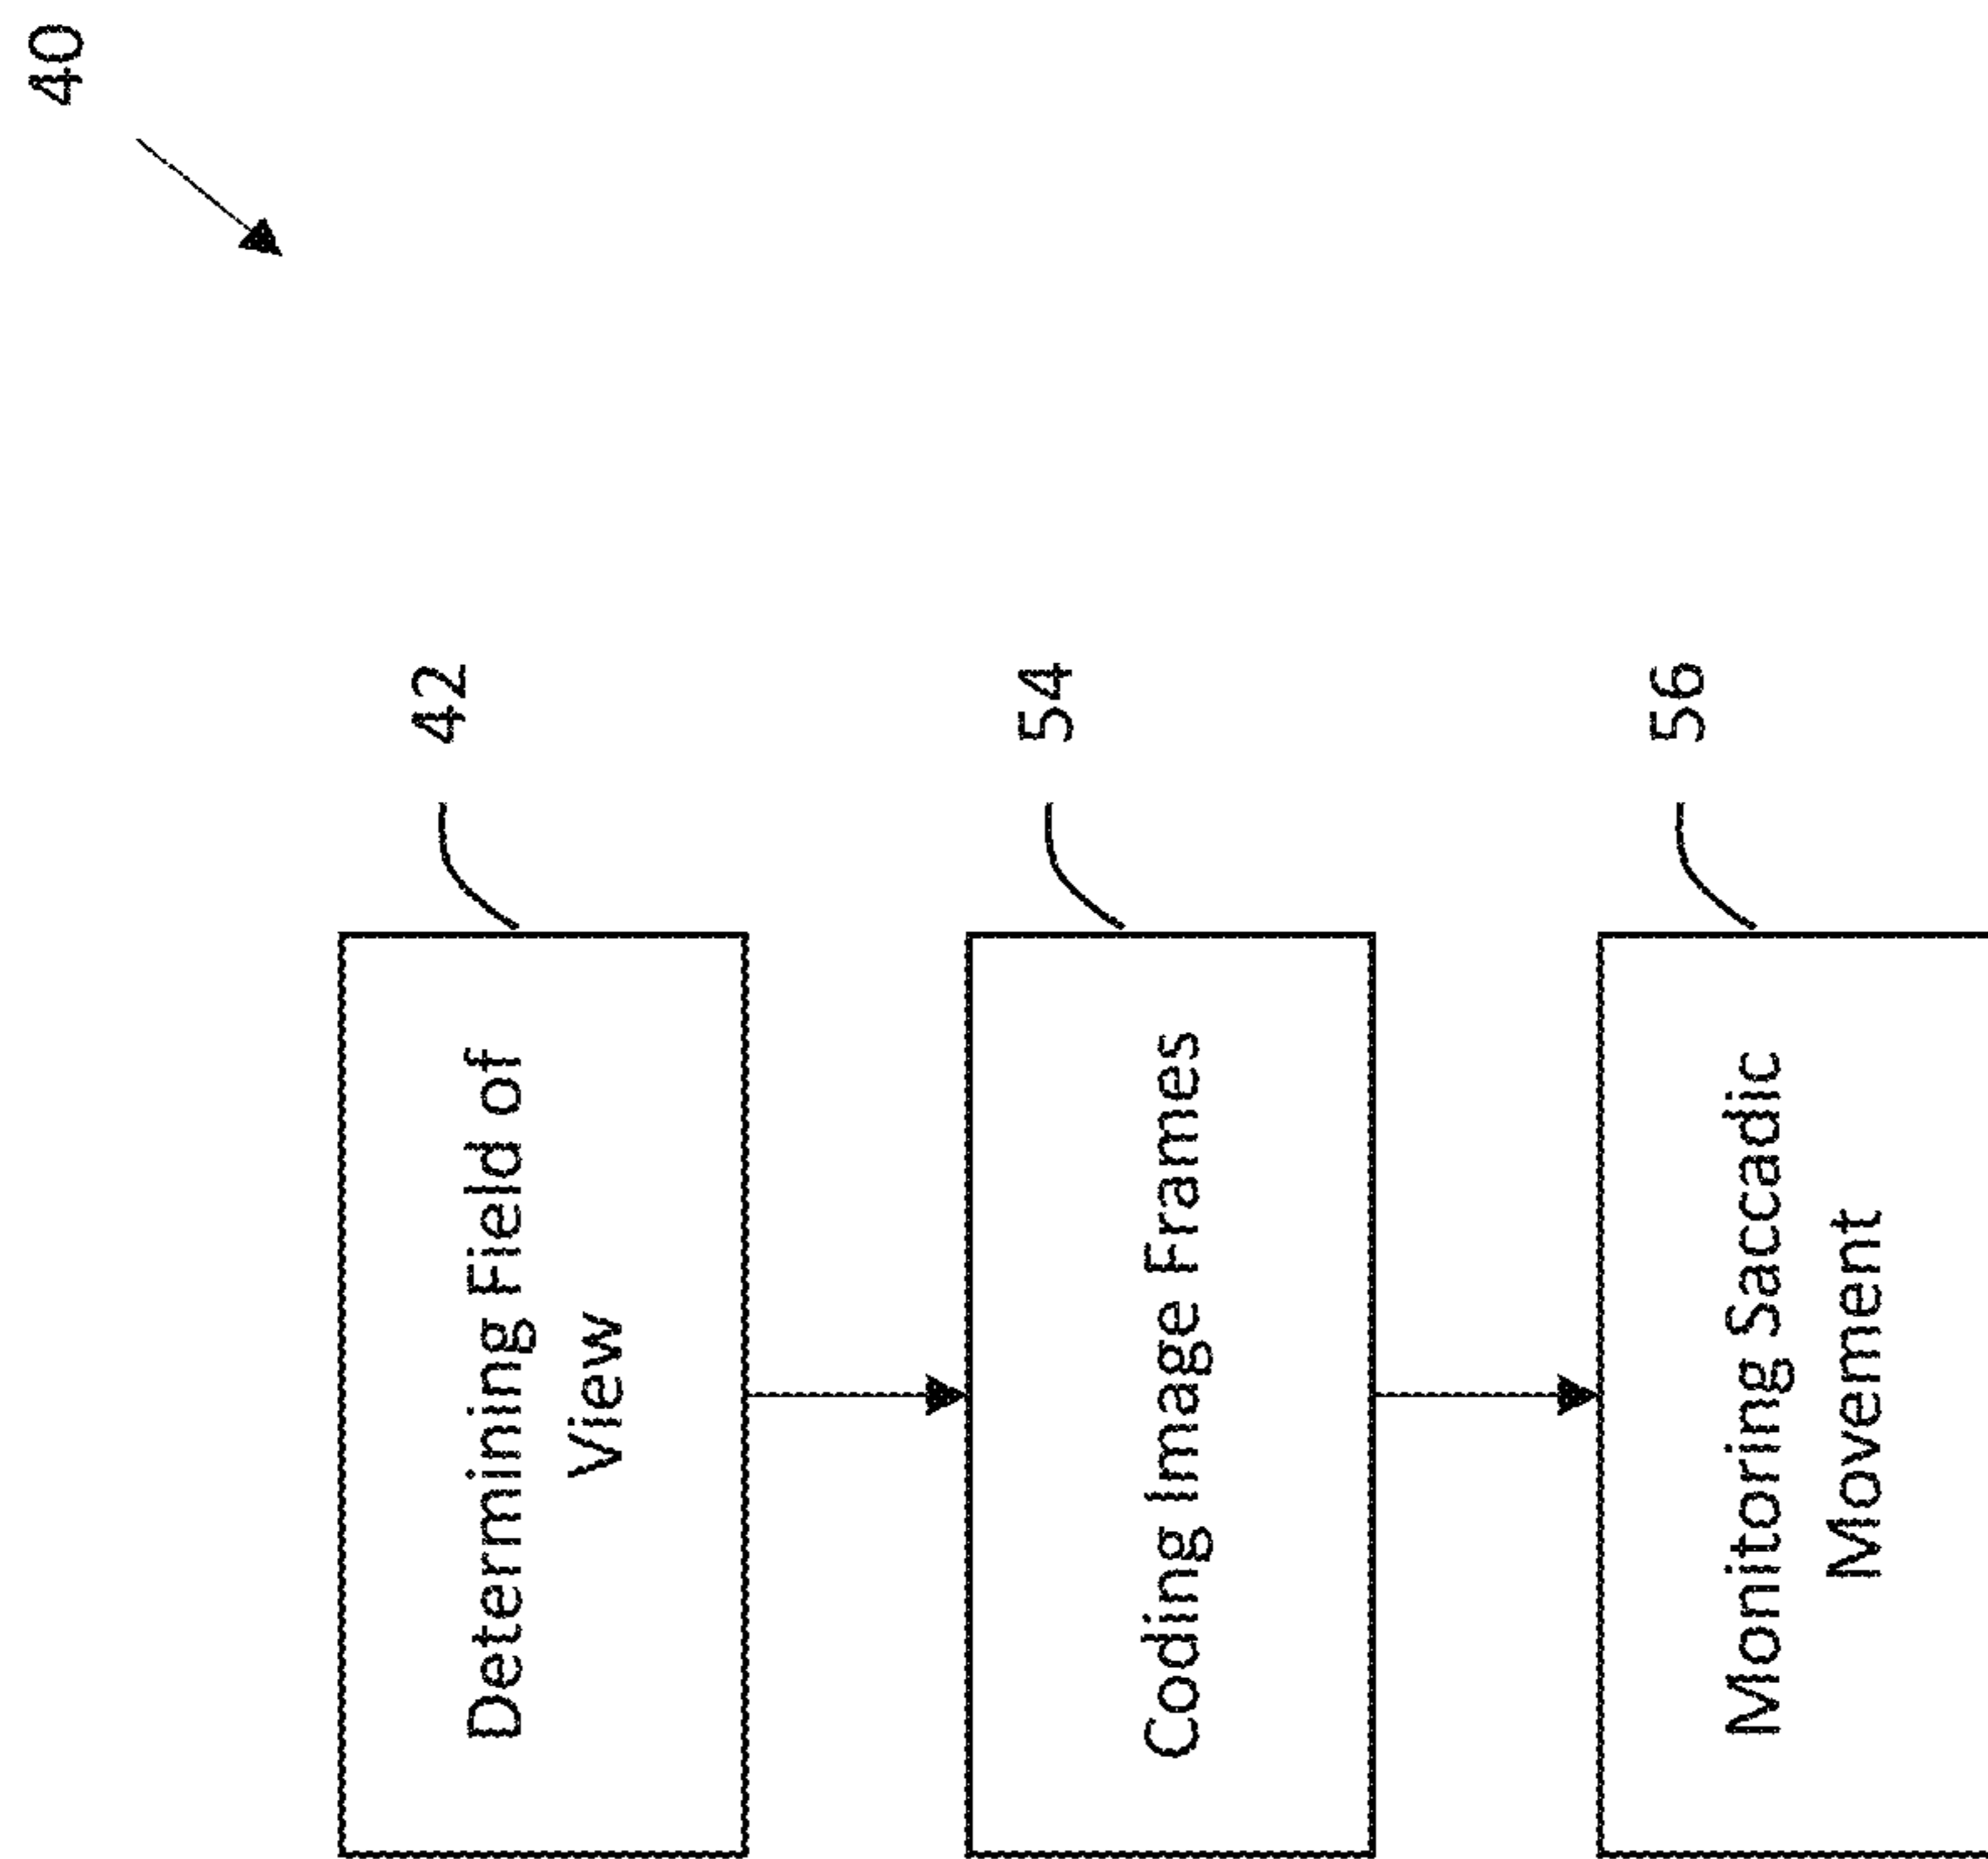 40
42
Determining Field of
View
54
Coding Image Frames
56
Monitoring Saccadic
Movement